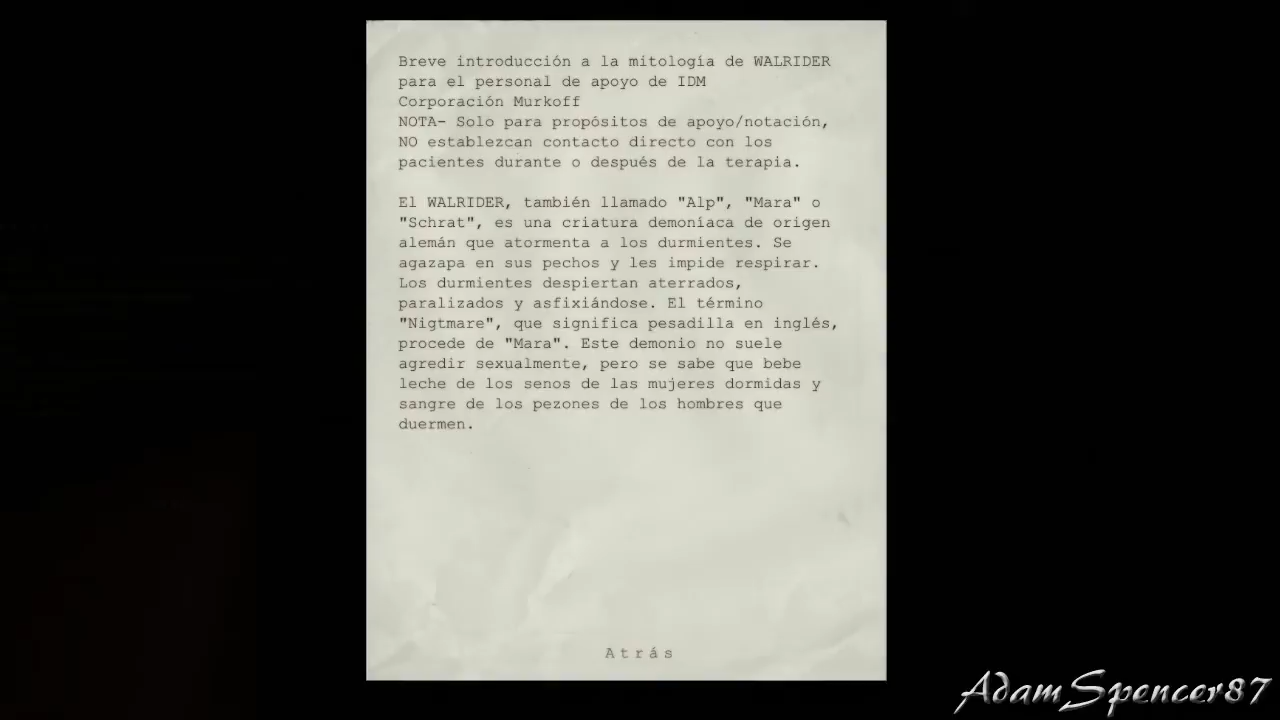 Breve introducción a la mitología de WALRIDER
para el personal de apoyo de IDM
Corporación Murkoff
NOTA- Solo para propósitos de apoyo/notación,
NO establezcan contacto directo con los
pacientes durante o después de la terapia.
El WALRIDER, también llamado "Alp", "Mara" o
"Schrat", es una criatura demoníaca de origen
alemán que atormenta a los durmientes. Se
agazapa en sus pechos y les impide respirar.
Los durmientes despiertan aterrados,
paralizados y asfixiándose. El término
"Nigtmare", que significa pesadilla en inglés,
procede de "Mara". Este demonio no suele
agredir sexualmente, pero se sabe que bebe
leche de los senos de las mujeres dormidas y
sangre de los pezones de los hombres que
duermen.
Atrás
AdamSpencer87